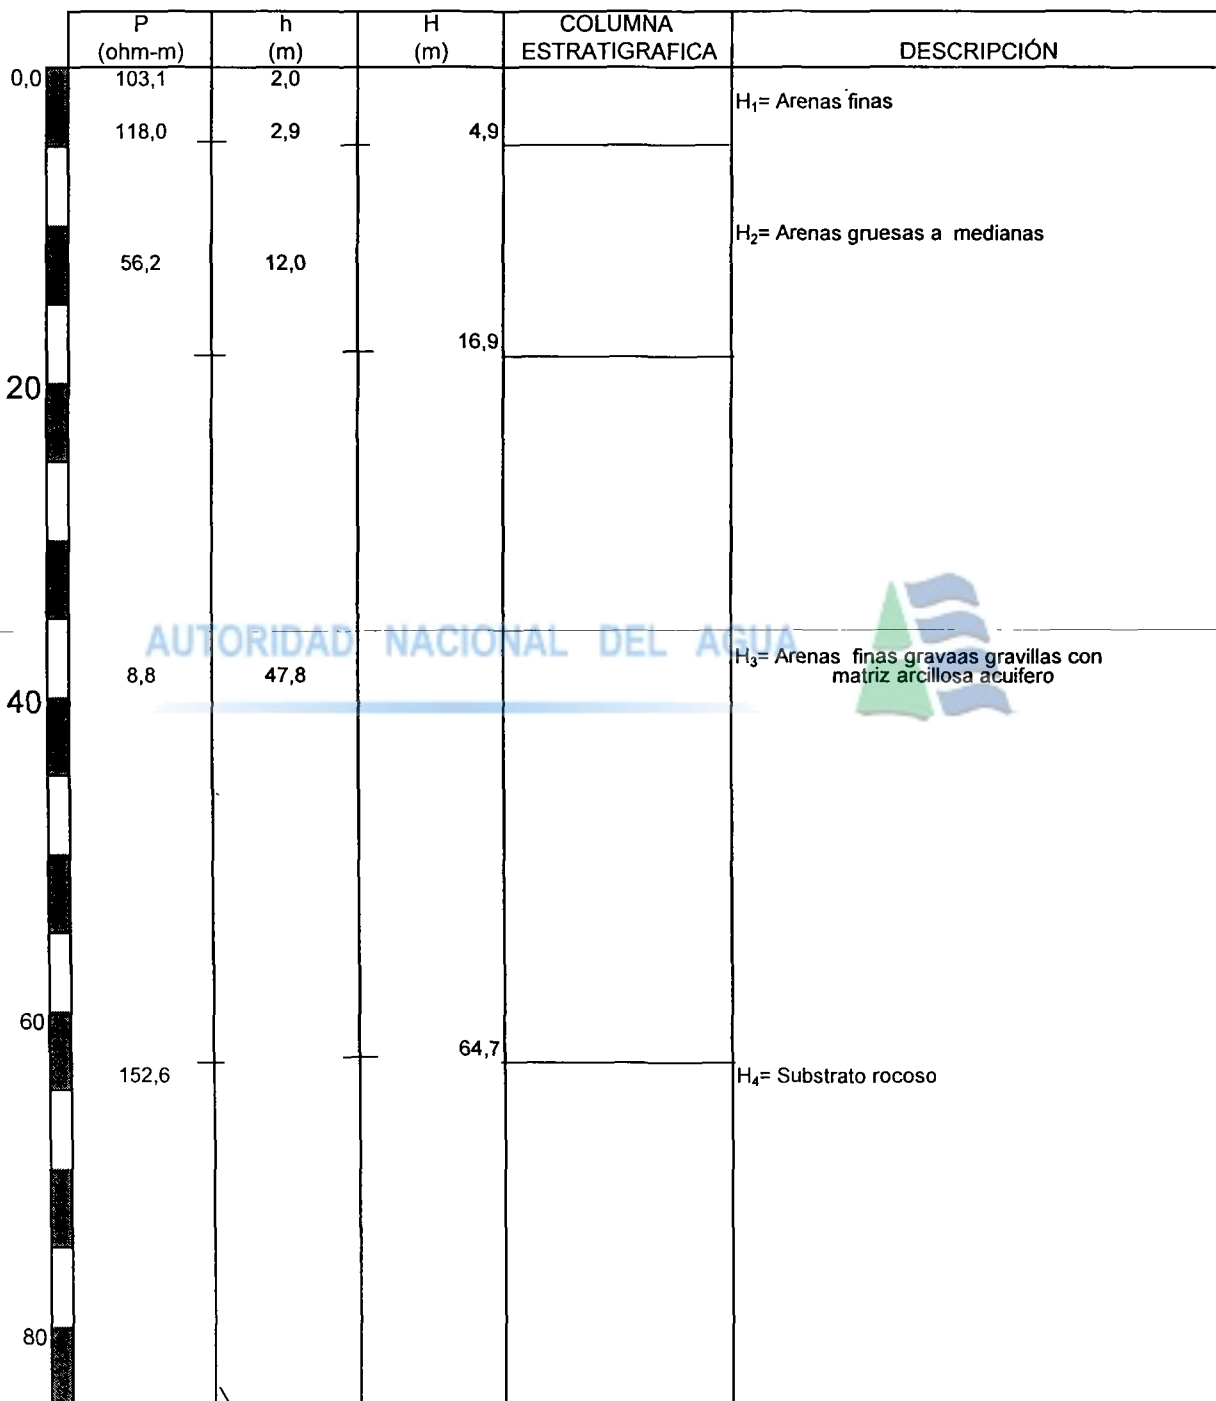 P
(ohm-m)
h
(m)
H
(m)
COLUMNA
ESTRATIGRAFICA
DESCRIPCIÓN
0,0
103,1
2,0
H₁= Arenas finas
118,0
2,9
4,9
H₂= Arenas gruesas a medianas
56,2
12,0
16,9
20
AUTORIDAD NACIONAL DEL AGUA
H₃= Arenas finas gravaas gravillas con
matriz arcillosa acuifero
8,8
47,8
40
60
64,7
152,6
H₄= Substrato rocoso
80